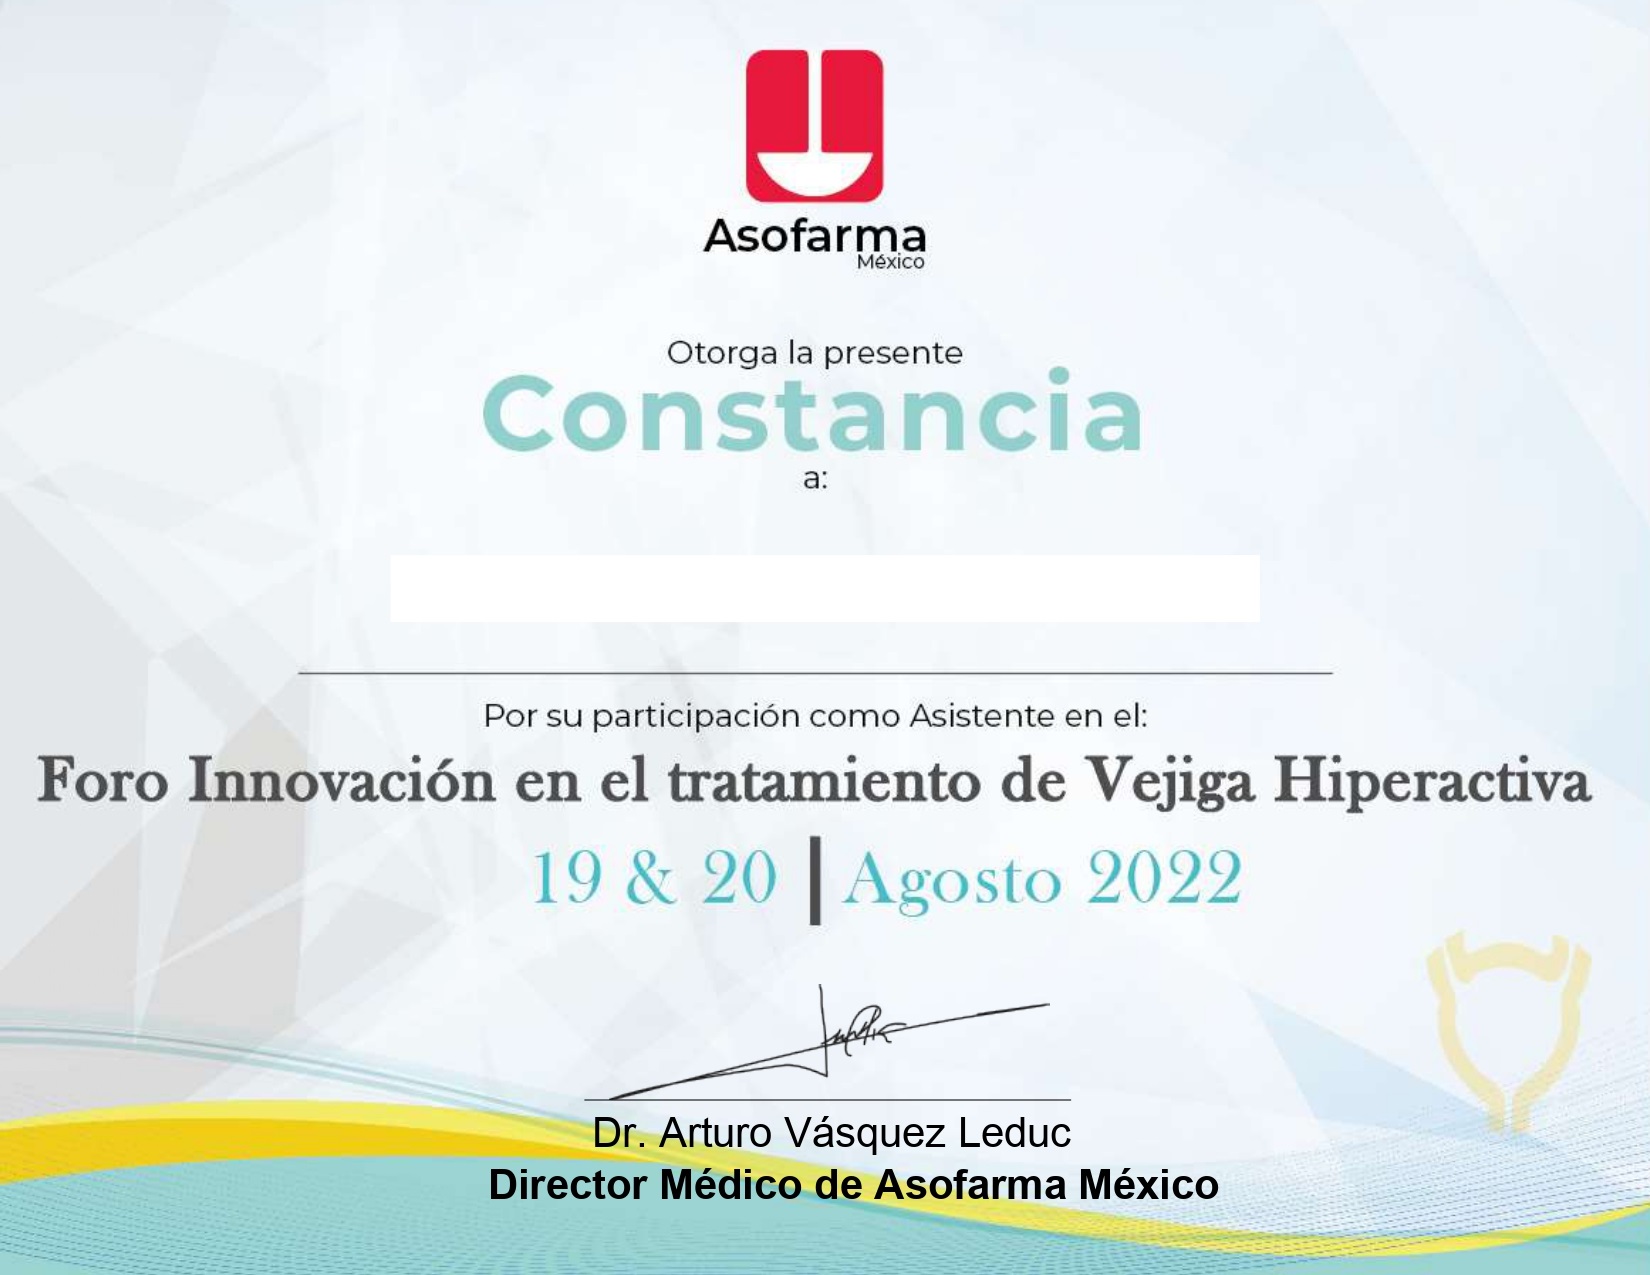 Asofarma
México
Otorga la presente
Constancia
a:
Por su participación como Asistente en el:
Foro Innovación en el tratamiento de Vejiga Hiperactiva
19 & 20 | Agosto 2022
Dr. Arturo Vásquez Leduc
Director Médico de Asofarma México